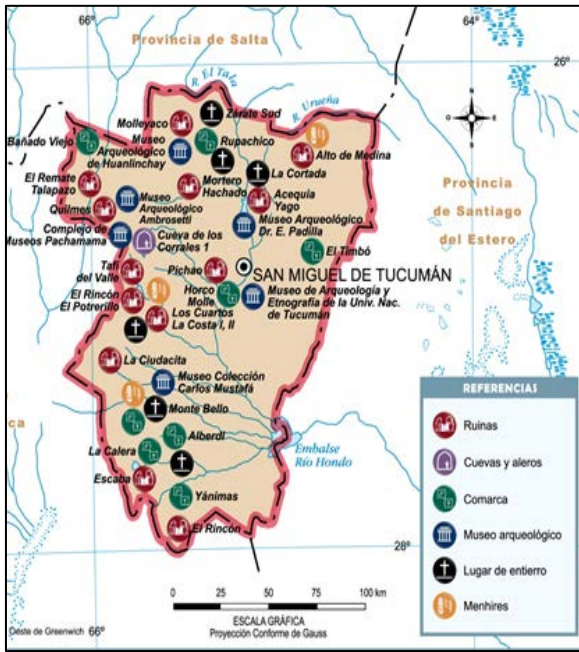 66°
64°
Provincia de Salta
26°
R. El Tala
R. Urueña
N
O
E
S
Zárate Sud
Molleyaco
Bañado Viejo
Museo
Arqueológico
de Huanlinchay
Rupachico
Alto de Medina
La Cortada
El Remate
Talapazo
Mortero
Hachado
Acequia
Yago
Provincia
de Santiago
del Estero
Quilmes
Museo
Arqueológico
Ambrosetti
Museo Arqueológico
Dr. E. Padilla
Complejo de
Museos Pachamama
Cueva de los
Corrales 1
El Timbó
Tafí
del Valle
Pichao
SAN MIGUEL DE TUCUMÁN
Horco
Molle
Museo de Arqueología y
Etnografía de la Univ. Nac.
de Tucumán
El Rincón
El Potrerillo
Los Cuartos
La Costa I, II
La Ciudacita
Museo Colección
Carlos Mustafá
Monte Bello
ca
Alberdi
La Calera
Embalse
Río Hondo
Escaba
Yánimas
El Rincón
28°
REFERENCIAS
Ruinas
Cuevas y aleros
Comarca
Museo arqueológico
Lugar de entierro
Menhires
0 25 50 75 100 km
ESCALA GRÁFICA
Proyección Conforme de Gauss
Oeste de Greenwich
66°